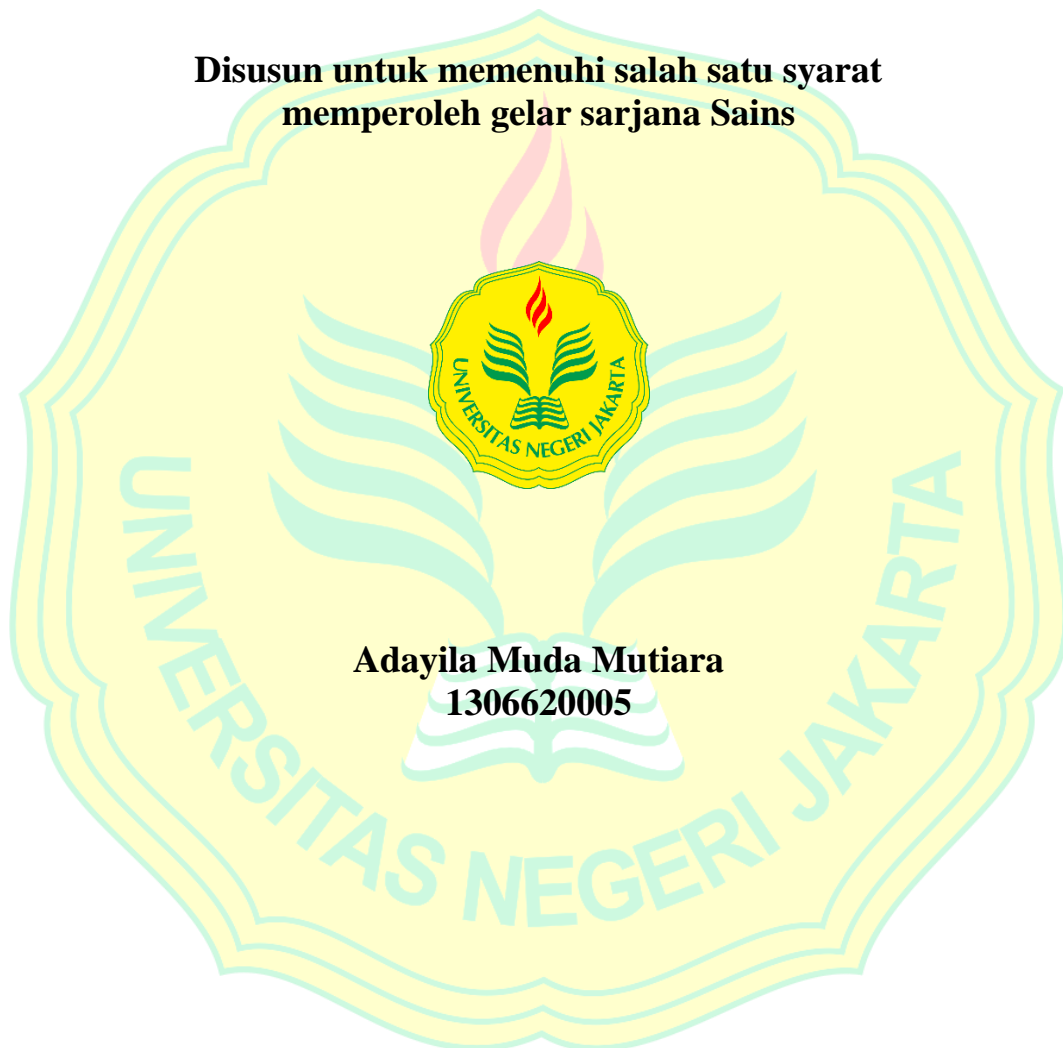 Disusun untuk memenuhi salah satu syarat
memperoleh gelar sarjana Sains
UNIVERSITAS NEGERI JAKARTA
Adayila Muda Mutiara
1306620005
UNIVERSITAS NEGERI JAKARTA